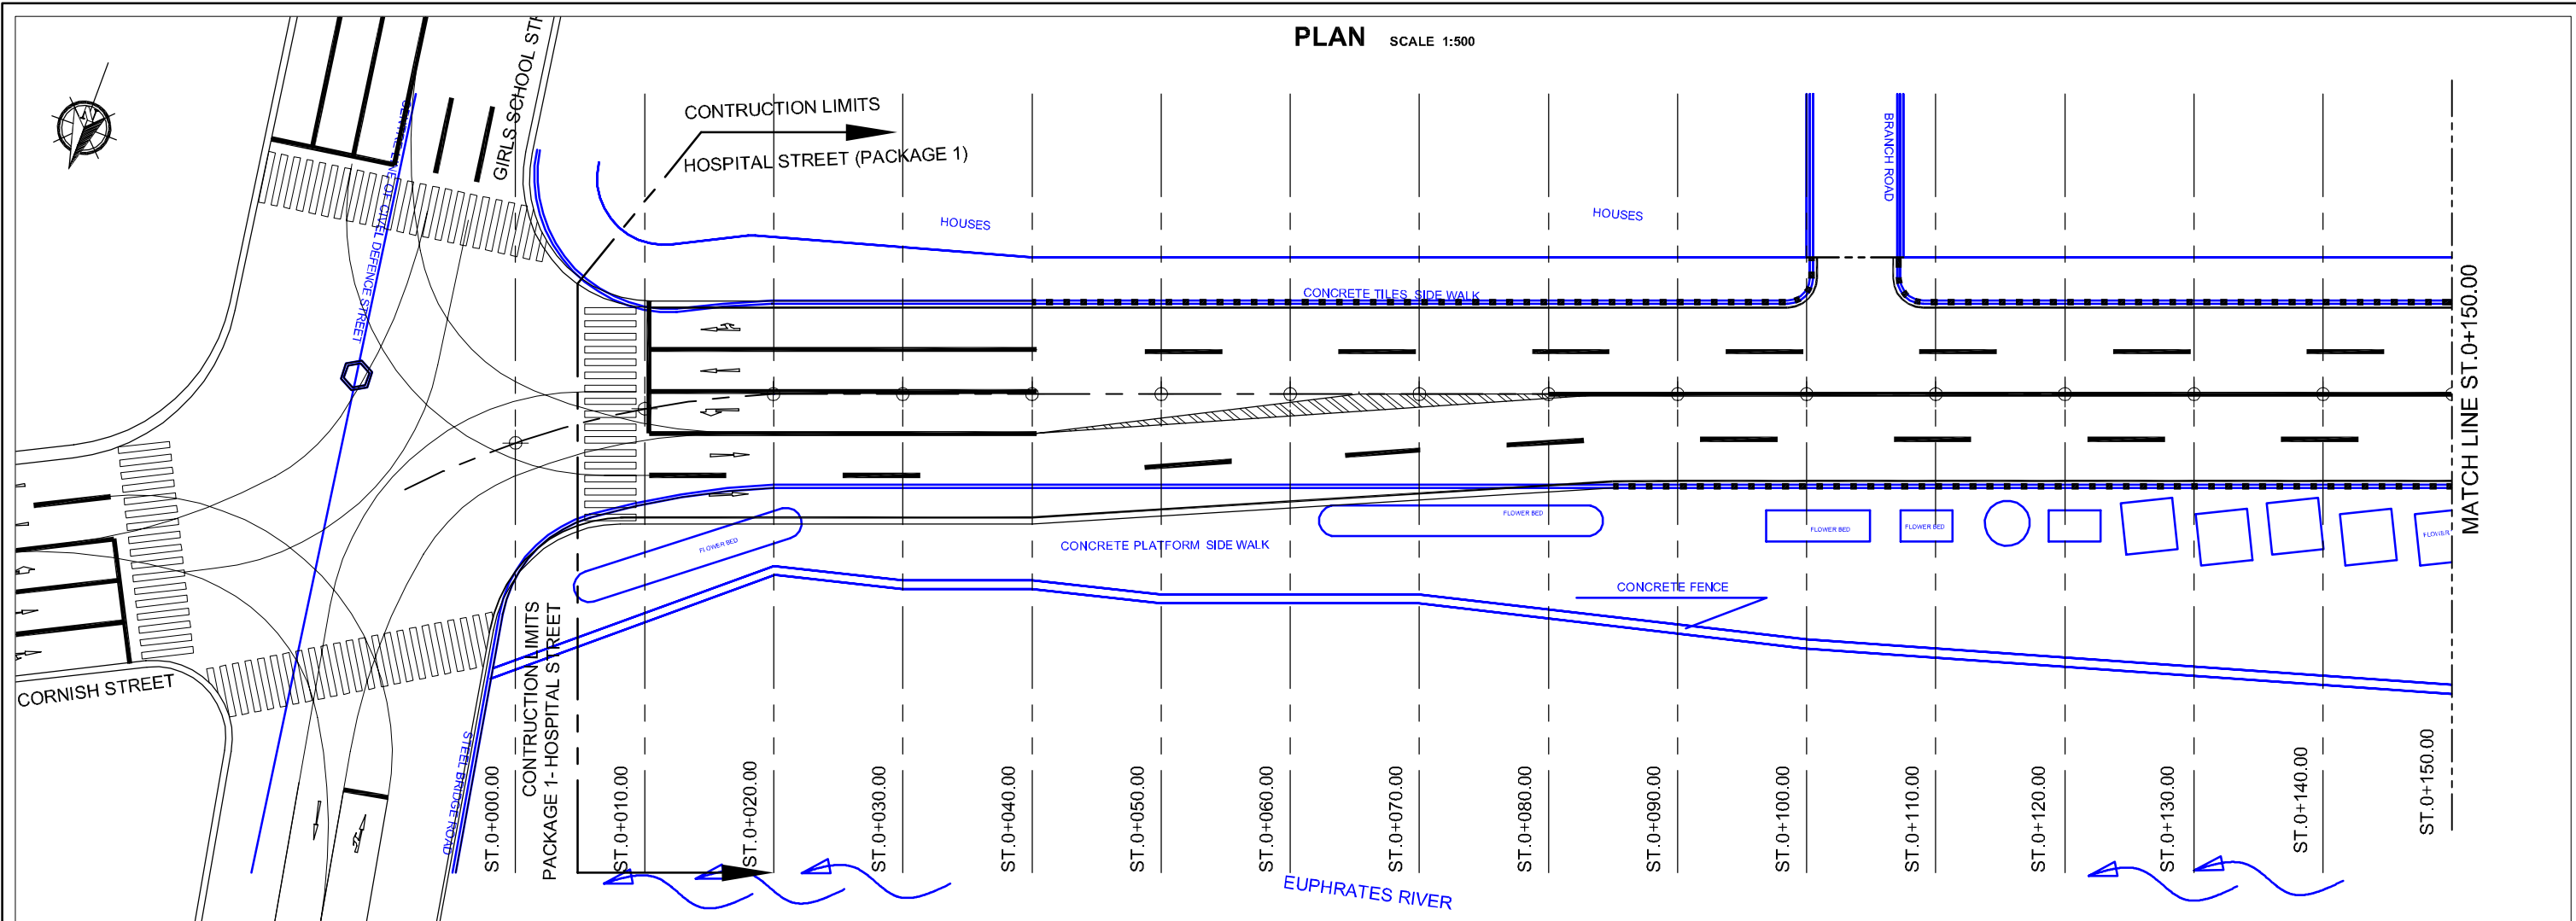 PLAN SCALE 1:500
GIRLS SCHOOL STR
CONTRUCTION LIMITS
HOSPITAL STREET (PACKAGE 1)
CENTRE LINE OF CIVEL DEFENCE STREET
HOUSES
HOUSES
BRANCH ROAD
CONCRETE TILES SIDE WALK
MATCH LINE ST.0+150.00
FLOWER BED
FLOWER BED
FLOWER BED
FLOWER BED
FLOWER
CONCRETE PLATFORM SIDE WALK
CONCRETE FENCE
CORNISH STREET
STEEL BRIDGE ROAD
CONTRUCTION LIMITS
PACKAGE 1- HOSPITAL STREET
ST.0+000.00
ST.0+010.00
ST.0+020.00
ST.0+030.00
ST.0+040.00
ST.0+050.00
ST.0+060.00
ST.0+070.00
ST.0+080.00
ST.0+090.00
ST.0+100.00
ST.0+110.00
ST.0+120.00
ST.0+130.00
ST.0+140.00
ST.0+150.00
EUPHRATES RIVER